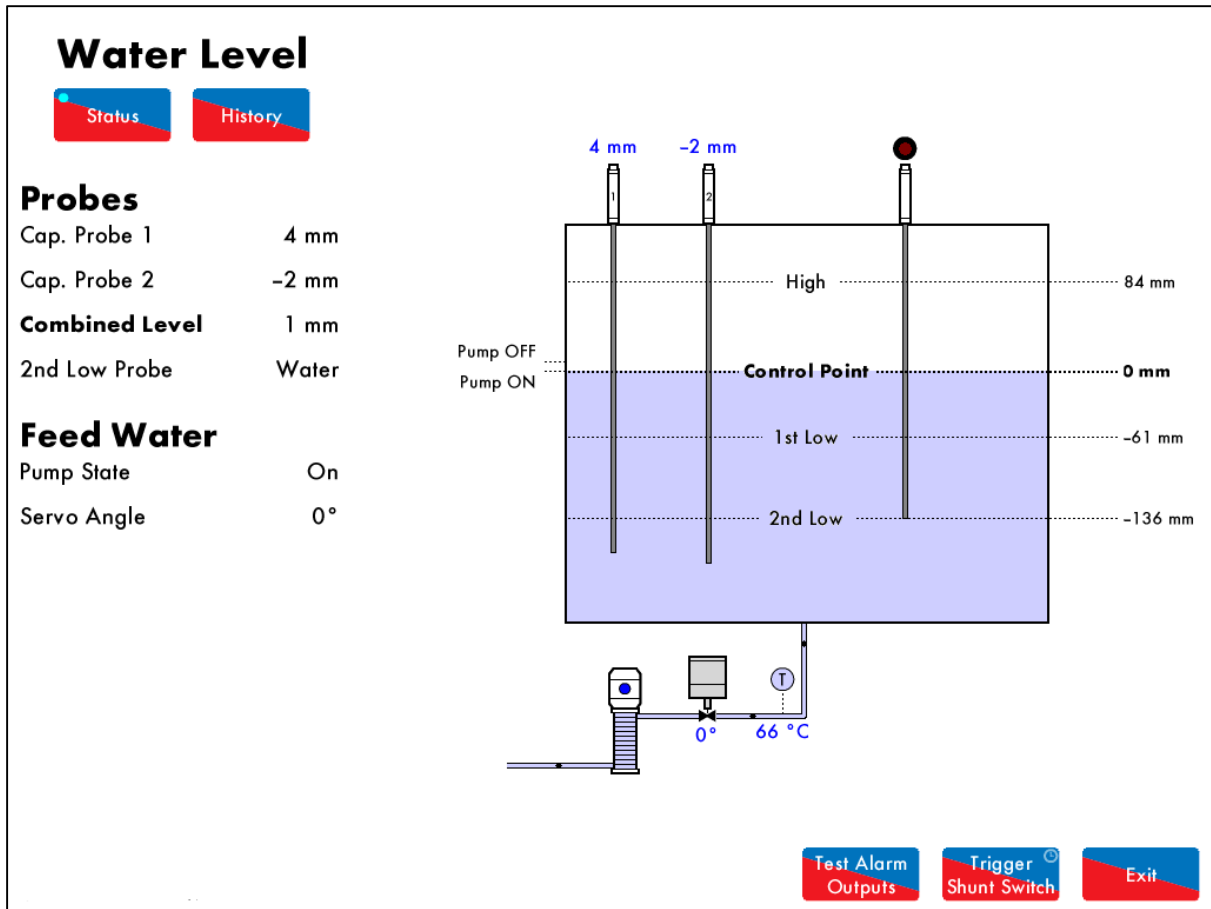 Water Level
Status
History
Probes
Cap. Probe 1 4 mm
Cap. Probe 2 –2 mm
Combined Level 1 mm
2nd Low Probe Water
Feed Water
Pump State On
Servo Angle 0°
4 mm –2 mm
1 2
High 84 mm
Pump OFF
Control Point 0 mm
Pump ON
1st Low –61 mm
2nd Low –136 mm
T
0° 66 °C
Test Alarm
Outputs
Trigger
Shunt Switch
Exit